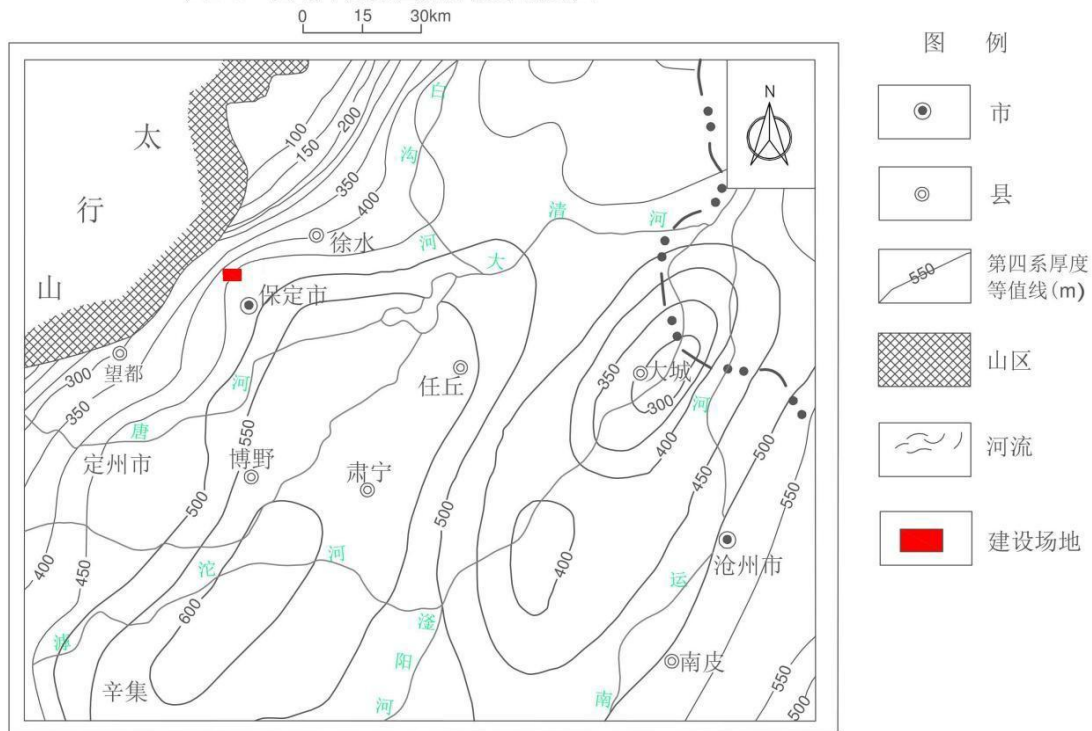 0 15 30km
图 例
市
县
550
第四系厚度
等值线(m)
山区
河流
建设场地
N
太
行
山
100
150
200
350
400
白
沟
河
徐水
大
清
河
保定市
望都
300
350
唐
河
定州市
任丘
550
博野
肃宁
500
500
大城
350
300
河
400
450
500
550
沧州市
400
运
南皮
南
550
500
400
450
滹
沱
河
600
滏
阳
河
辛集